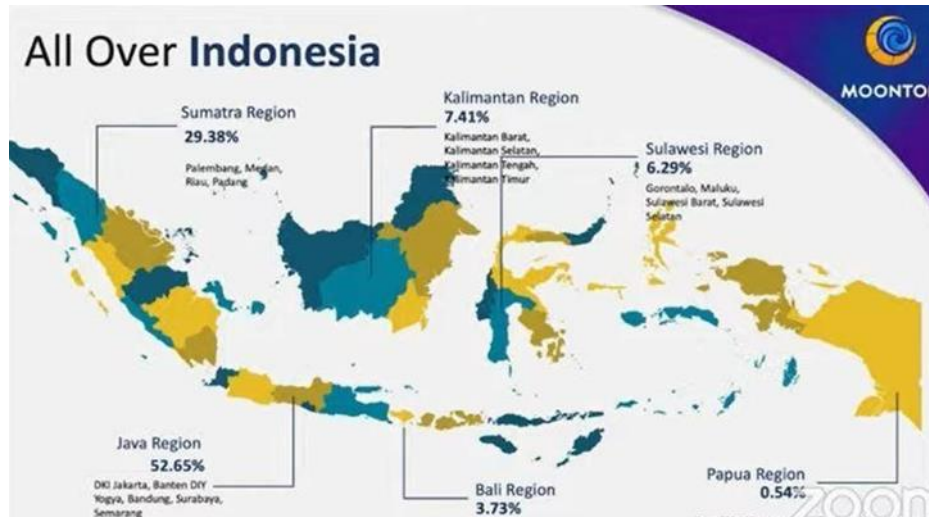 All Over Indonesia
MOONTO
Sumatra Region
29.38%
Palembang, Medan,
Riau, Padang
Kalimantan Region
7.41%
Kalimantan Barat,
Kalimantan Selatan,
Kalimantan Tengah,
Kalimantan Timur
Sulawesi Region
6.29%
Gorontalo, Maluku,
Sulawesi Barat, Sulawesi
Selatan
Java Region
52.65%
DKI Jakarta, Banten DIY
Yogya, Bandung, Surabaya,
Semarang
Bali Region
3.73%
Papua Region
0.54%
zoom